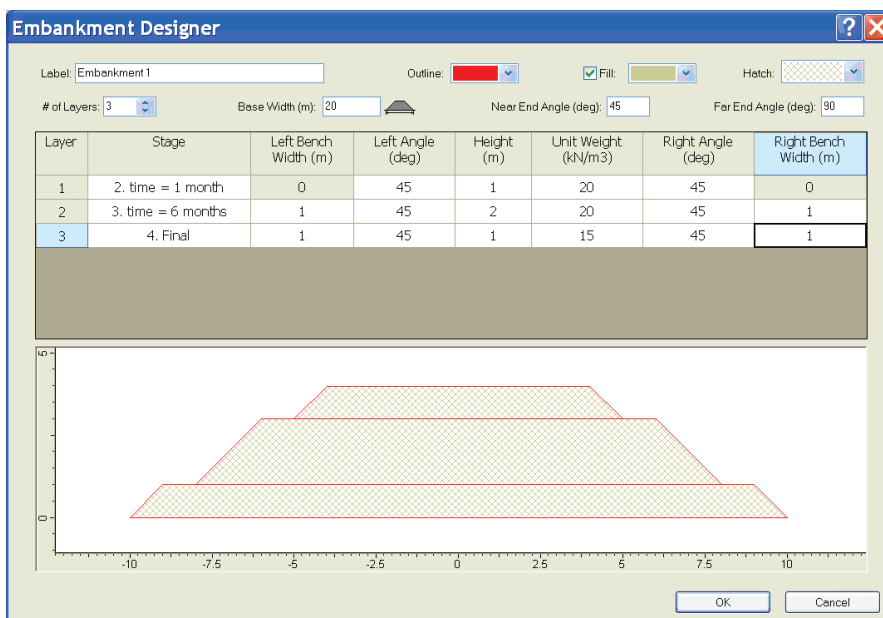 Embankment Designer
Label: Embankment 1 Outline: Fill: Hatch:
# of Layers: 3 Base Width (m): 20 Near End Angle (deg): 45 Far End Angle (deg): 90
Layer Stage Left Bench Width (m) Left Angle (deg) Height (m) Unit Weight (kN/m3) Right Angle (deg) Right Bench Width (m)
1 2. time = 1 month 0 45 1 20 45 0
2 3. time = 6 months 1 45 2 20 45 1
3 4. Final 1 45 1 15 45 1
5
0
-10 -7.5 -5 -2.5 0 2.5 5 7.5 10
OK Cancel